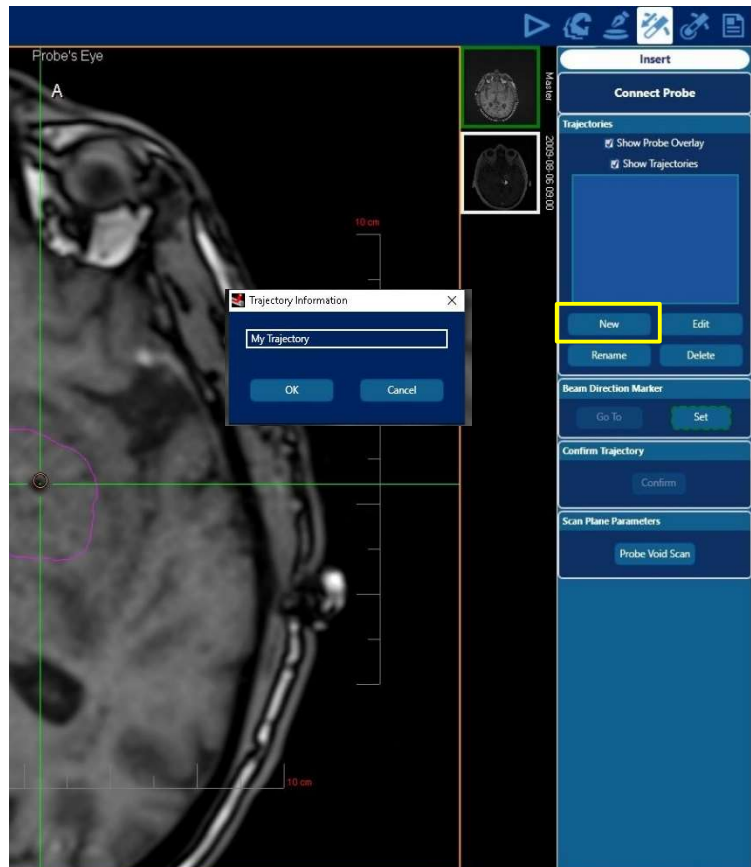 Probe's Eye
A
10 cm
10 cm
Master
2009-08-06 09:00
Trajectory Information
My Trajectory
OK Cancel
Insert
Connect Probe
Trajectories
Show Probe Overlay
Show Trajectories
New Edit
Rename Delete
Beam Direction Marker
Go To Set
Confirm Trajectory
Confirm
Scan Plane Parameters
Probe Void Scan